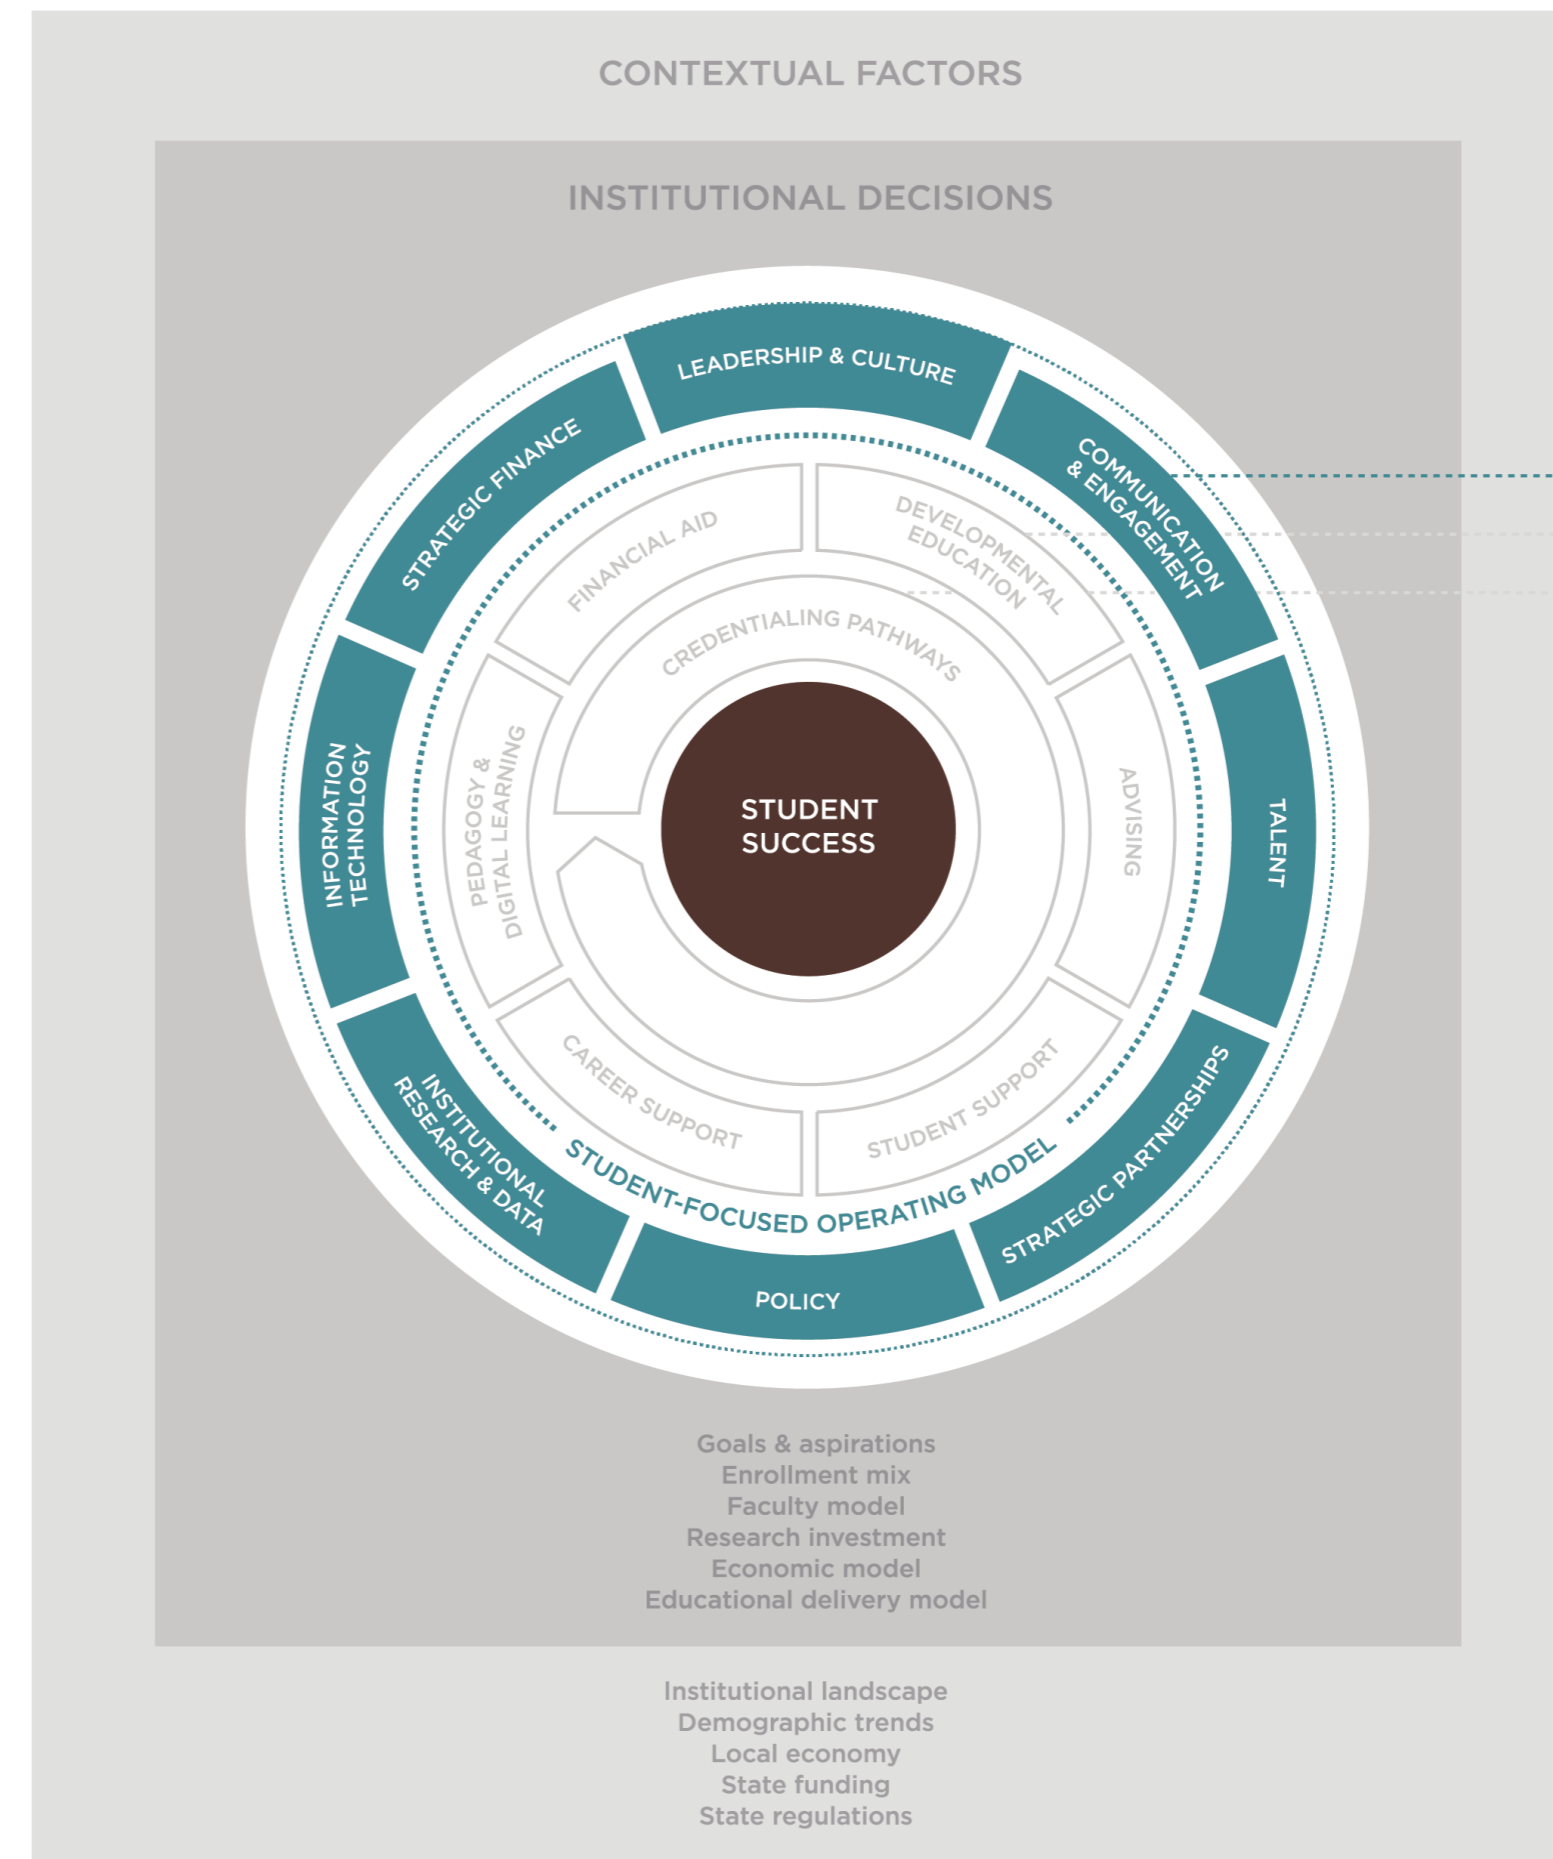 CONTEXTUAL FACTORS
INSTITUTIONAL DECISIONS
LEADERSHIP & CULTURE
COMMUNICATION
& ENGAGEMENT
TALENT
STRATEGIC PARTNERSHIPS
POLICY
INSTITUTIONAL
RESEARCH & DATA
INFORMATION
TECHNOLOGY
STRATEGIC FINANCE
FINANCIAL AID
DEVELOPMENTAL
EDUCATION
ADVISING
STUDENT SUPPORT
CAREER SUPPORT
PEDAGOGY &
DIGITAL LEARNING
CREDENTIALING PATHWAYS
STUDENT
SUCCESS
STUDENT-FOCUSED OPERATING MODEL
Goals & aspirations
Enrollment mix
Faculty model
Research investment
Economic model
Educational delivery model
Institutional landscape
Demographic trends
Local economy
State funding
State regulations